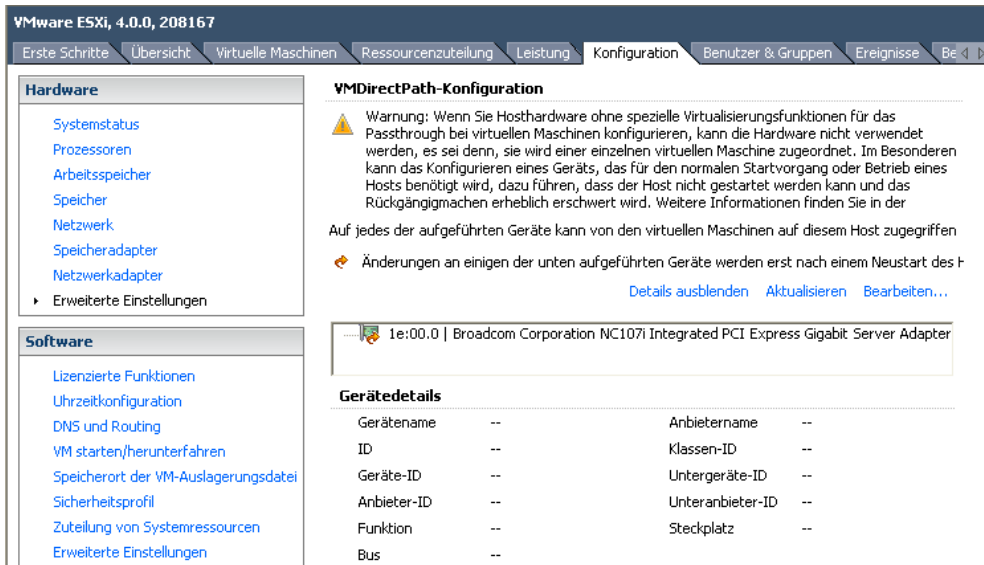 VMware ESXi, 4.0.0, 208167
Erste Schritte Übersicht Virtuelle Maschinen Ressourcenzuteilung Leistung Konfiguration Benutzer & Gruppen Ereignisse Be
Hardware
Systemstatus
Prozessoren
Arbeitsspeicher
Speicher
Netzwerk
Speicheradapter
Netzwerkadapter
Erweiterte Einstellungen
Software
Lizenzierte Funktionen
Uhrzeitkonfiguration
DNS und Routing
VM starten/herunterfahren
Speicherort der VM-Auslagerungsdatei
Sicherheitsprofil
Zuteilung von Systemressourcen
Erweiterte Einstellungen
VMDirectPath-Konfiguration
Warnung: Wenn Sie Hosthardware ohne spezielle Virtualisierungsfunktionen für das
Passthrough bei virtuellen Maschinen konfigurieren, kann die Hardware nicht verwendet
werden, es sei denn, sie wird einer einzelnen virtuellen Maschine zugeordnet. Im Besonderen
kann das Konfigurieren eines Geräts, das für den normalen Startvorgang oder Betrieb eines
Hosts benötigt wird, dazu führen, dass der Host nicht gestartet werden kann und das
Rückgängigmachen erheblich erschwert wird. Weitere Informationen finden Sie in der
Auf jedes der aufgeführten Geräte kann von den virtuellen Maschinen auf diesem Host zugegriffen
Änderungen an einigen der unten aufgeführten Geräte werden erst nach einem Neustart des H
Details ausblenden Aktualisieren Bearbeiten...
1e:00.0 | Broadcom Corporation NC107i Integrated PCI Express Gigabit Server Adapter
Gerätedetails
Gerätename -- Anbietername --
ID -- Klassen-ID --
Geräte-ID -- Untergeräte-ID --
Anbieter-ID -- Unteranbieter-ID --
Funktion -- Steckplatz --
Bus --